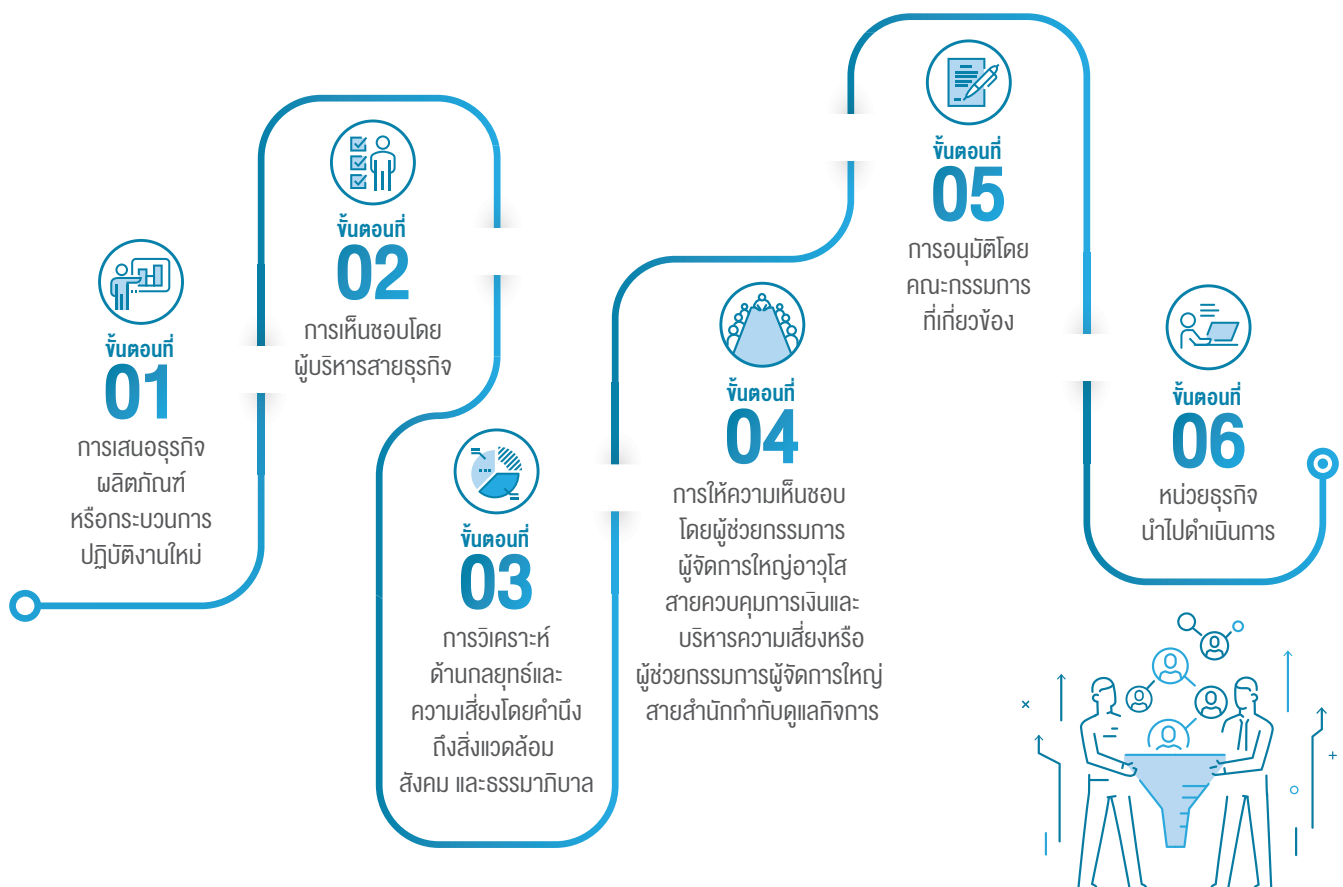 ขั้นตอนที่
01
การเสนอธุรกิจ
ผลิตภัณฑ์
หรือกระบวนการ
ปฏิบัติงานใหม่
ขั้นตอนที่
02
การเห็นชอบโดย
ผู้บริหารสายธุรกิจ
ขั้นตอนที่
03
การวิเคราะห์
ด้านกลยุทธ์และ
ความเสี่ยงโดยคำนึง
ถึงสิ่งแวดล้อม
สังคม และธรรมาภิบาล
ขั้นตอนที่
04
การให้ความเห็นชอบ
โดยผู้ช่วยกรรมการ
ผู้จัดการใหญ่อาวุโส
สายควบคุมการเงินและ
บริหารความเสี่ยงหรือ
ผู้ช่วยกรรมการผู้จัดการใหญ่
สายสำนักกำกับดูแลกิจการ
ขั้นตอนที่
05
การอนุมัติโดย
คณะกรรมการ
ที่เกี่ยวข้อง
ขั้นตอนที่
06
หน่วยธุรกิจ
นำไปดำเนินการ